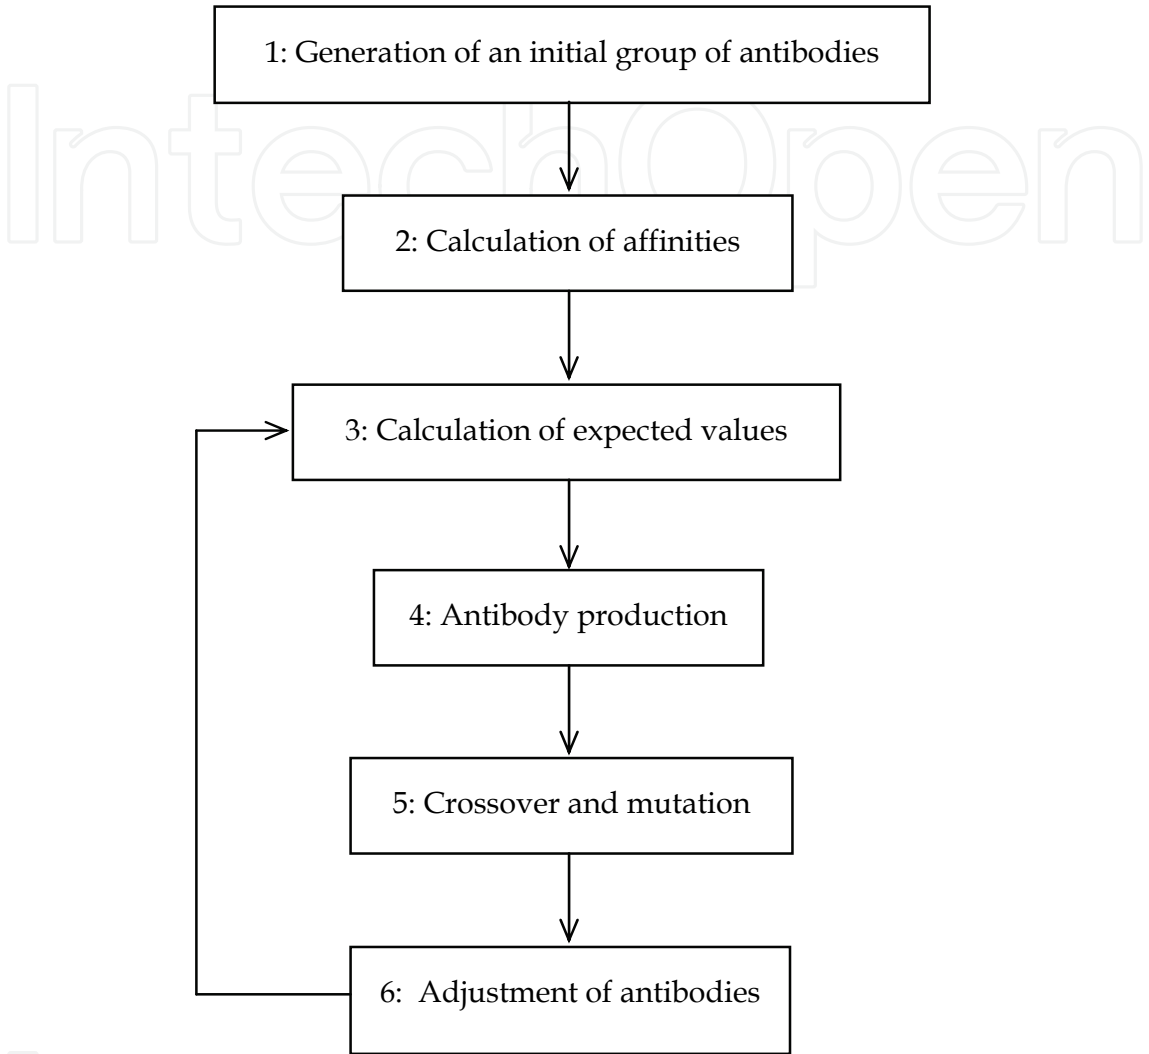 1: Generation of an initial group of antibodies
IntechOpen
2: Calculation of affinities
3: Calculation of expected values
4: Antibody production
5: Crossover and mutation
6: Adjustment of antibodies